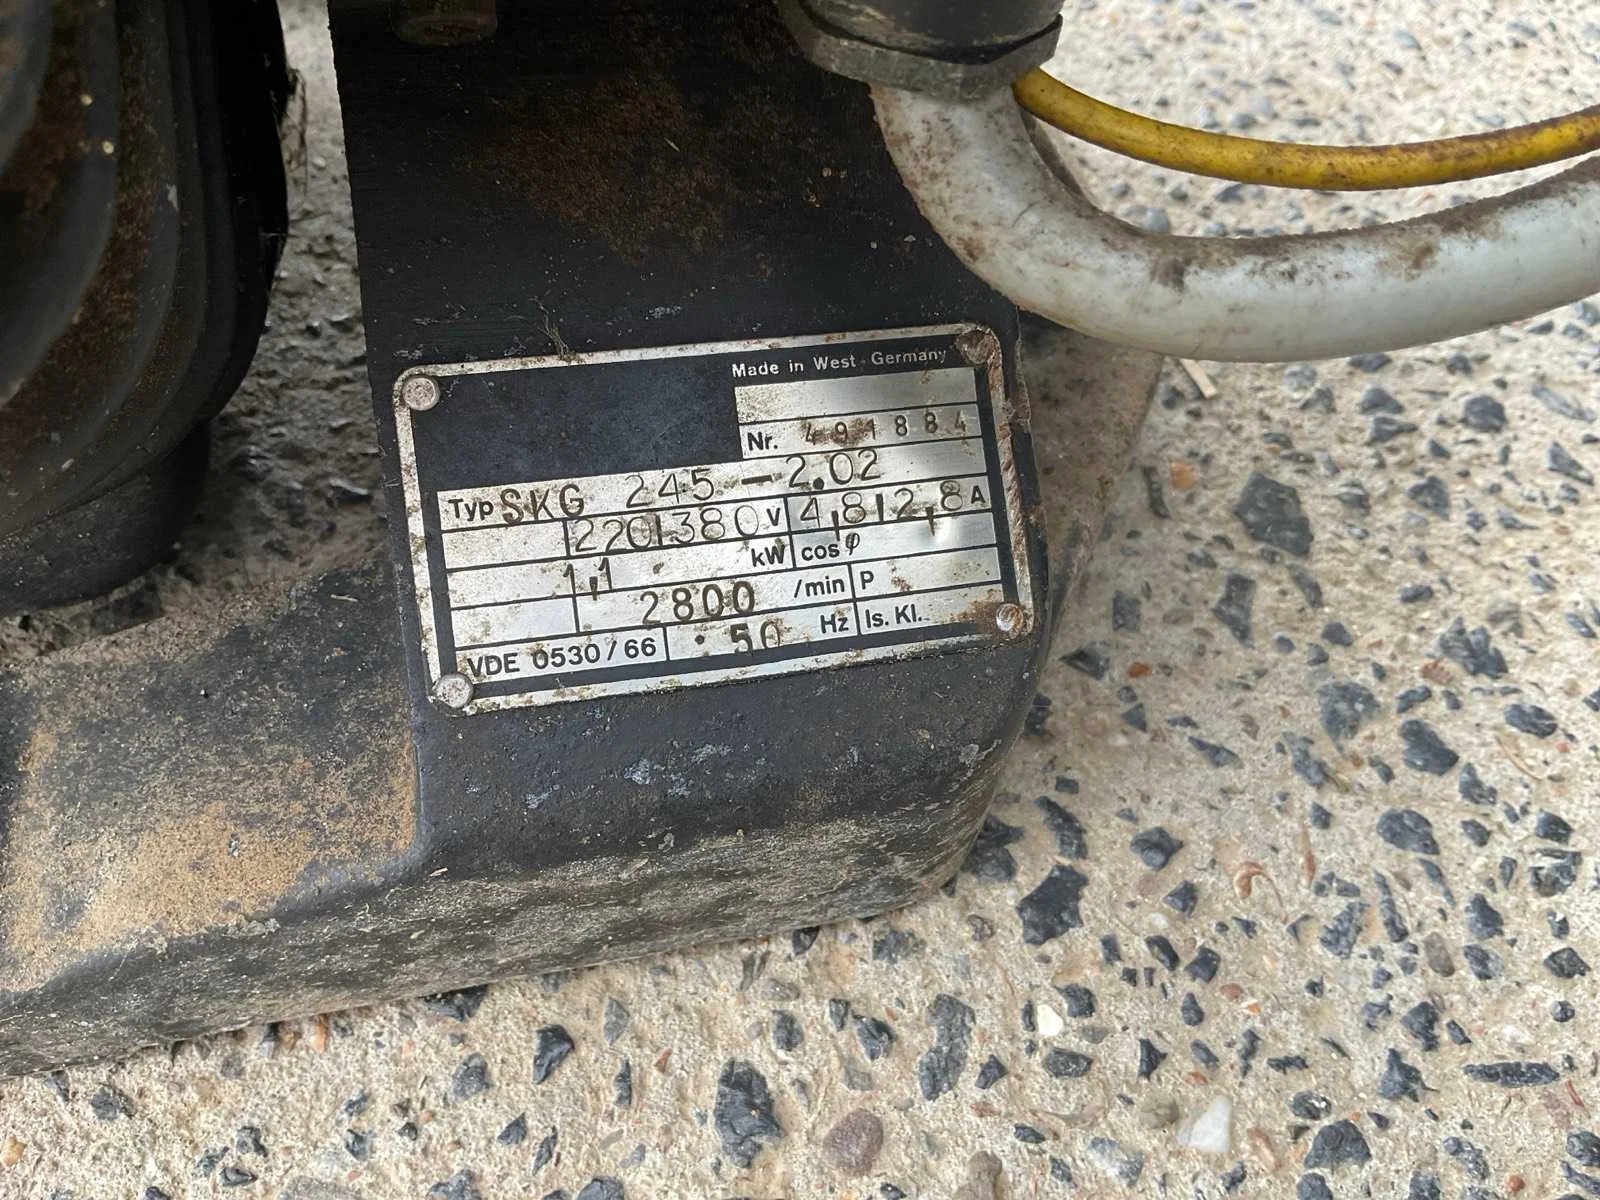 Made in West-Germany
Nr. 491884
Typ SKG 245-2.02
220/380 V 4,8/2,8 A
1,1 kW cos φ
2800 /min P
VDE 0530/66 50 Hz Is. Kl.